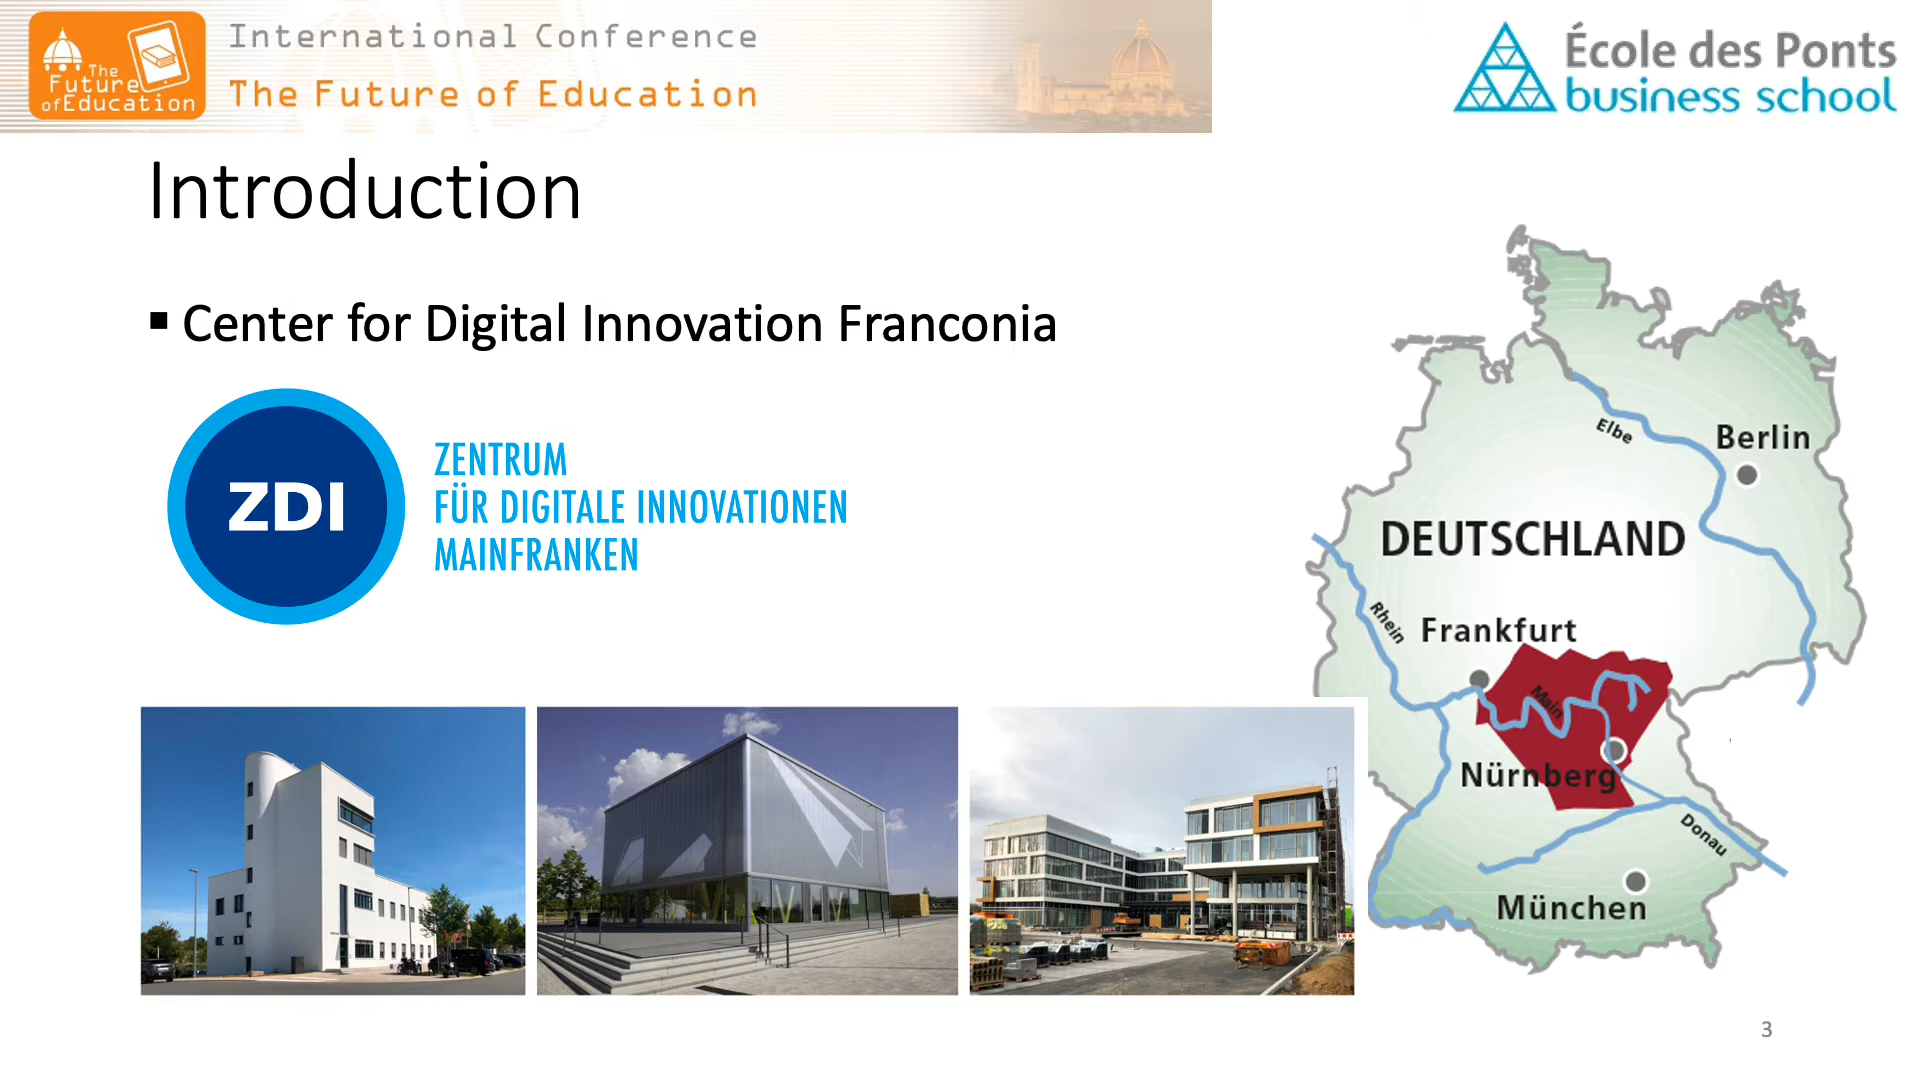 The
Future
of Education
International Conference
The Future of Education
École des Ponts
business school
Introduction
▪ Center for Digital Innovation Franconia
ZDI
ZENTRUM
FÜR DIGITALE INNOVATIONEN
MAINFRANKEN
Elbe
Berlin
DEUTSCHLAND
Rhein
Frankfurt
Main
Nürnberg
Donau
München
3